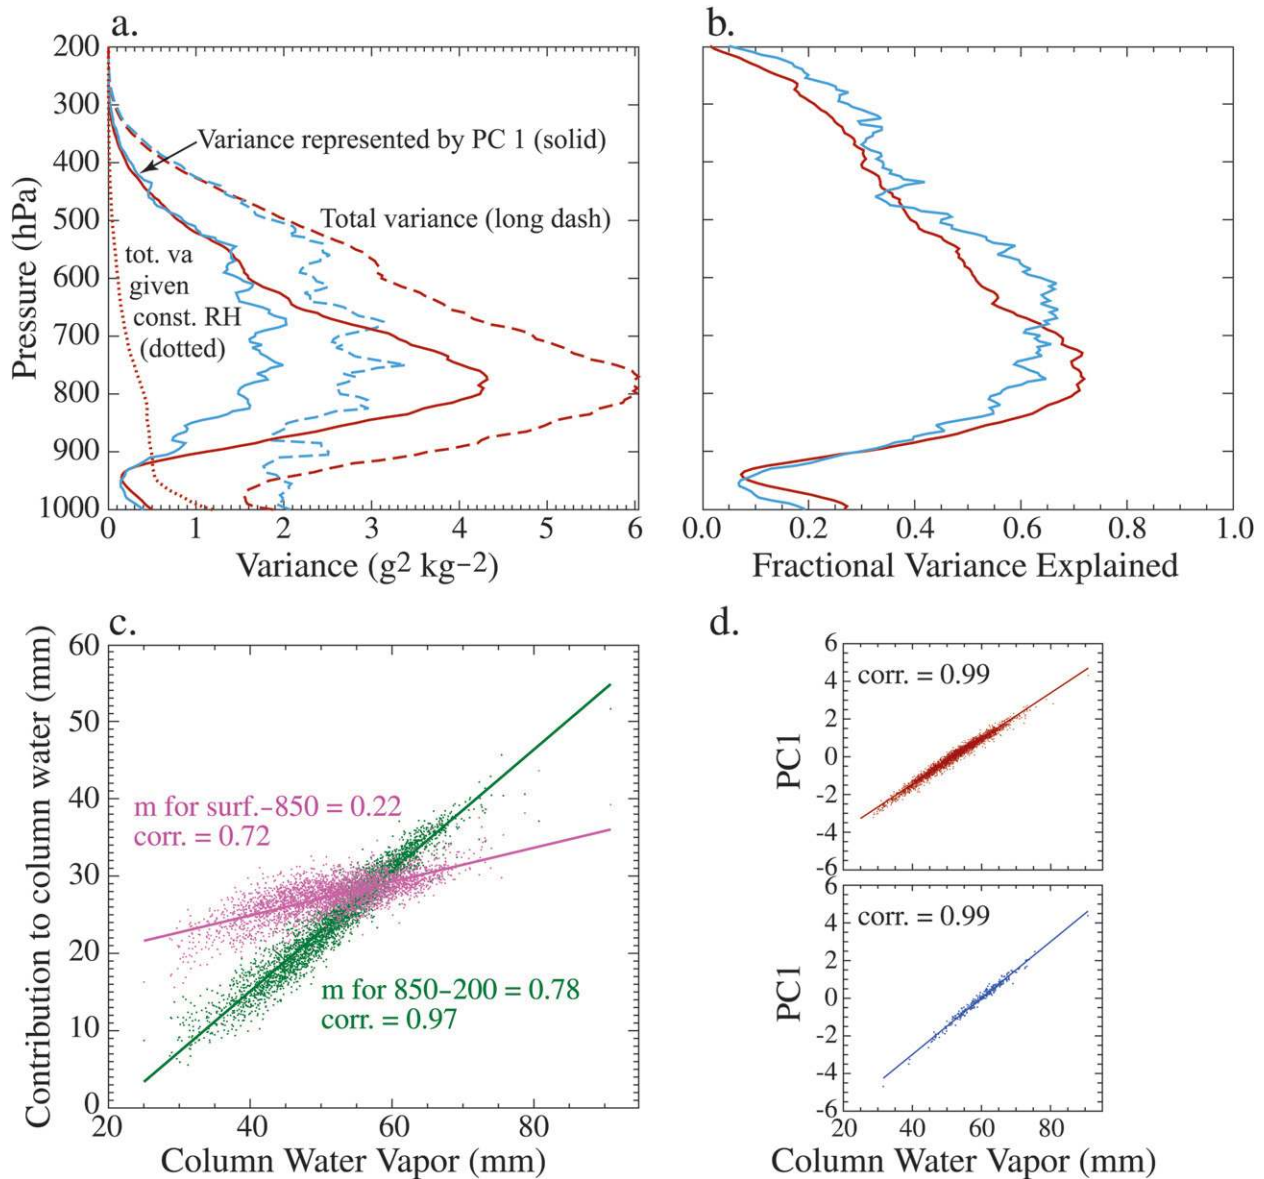 a.
200
300
400
500
600
700
800
900
1000
Pressure (hPa)
Variance represented by PC 1 (solid)
Total variance (long dash)
tot. va
given
const. RH
(dotted)
0 1 2 3 4 5 6
Variance (g2 kg−2)
b.
0.0 0.2 0.4 0.6 0.8 1.0
Fractional Variance Explained
c.
60
50
40
30
20
10
0
Contribution to column water (mm)
m for surf.−850 = 0.22
corr. = 0.72
m for 850−200 = 0.78
corr. = 0.97
20 40 60 80
Column Water Vapor (mm)
d.
6
4
2
0
-2
-4
-6
PC1
corr. = 0.99
6
4
2
0
-2
-4
-6
PC1
corr. = 0.99
20 40 60 80
Column Water Vapor (mm)